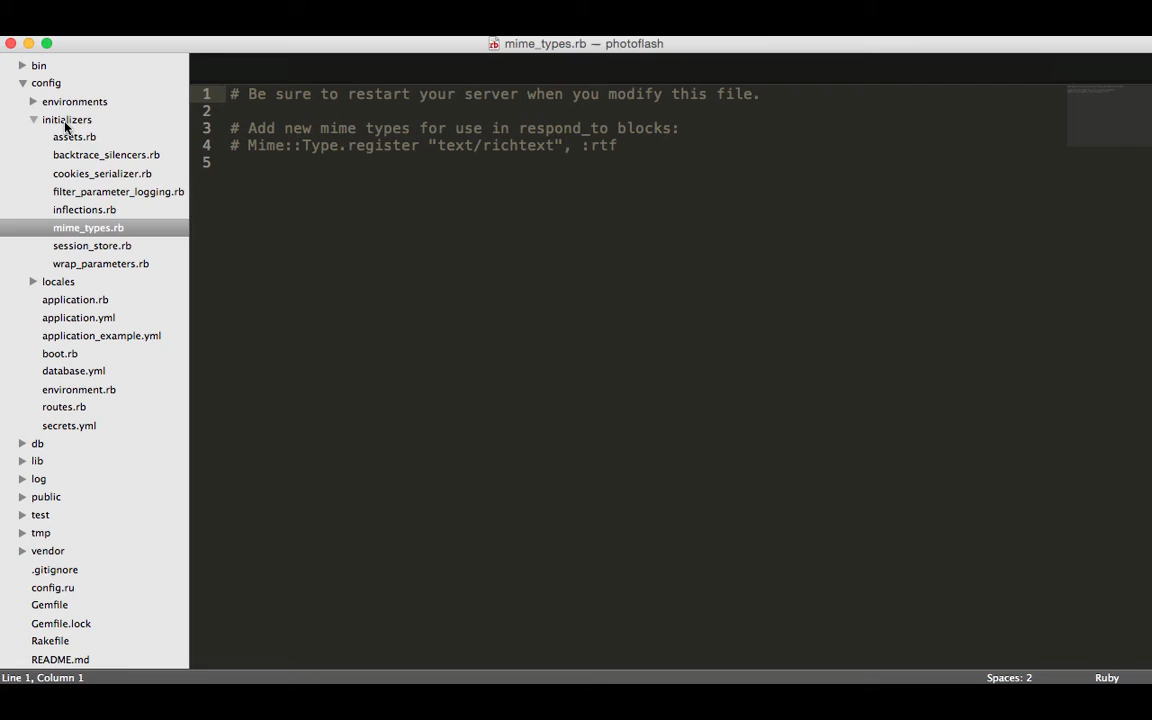 mime_types.rb — photoflash
bin
config
environments
initializers
assets.rb
backtrace_silencers.rb
cookies_serializer.rb
filter_parameter_logging.rb
inflections.rb
mime_types.rb
session_store.rb
wrap_parameters.rb
locales
application.rb
application.yml
application_example.yml
boot.rb
database.yml
environment.rb
routes.rb
secrets.yml
db
lib
log
public
test
tmp
vendor
.gitignore
config.ru
Gemfile
Gemfile.lock
Rakefile
README.md
1 # Be sure to restart your server when you modify this file.
2
3 # Add new mime types for use in respond_to blocks:
4 # Mime::Type.register "text/richtext", :rtf
5
Line 1, Column 1
Spaces: 2
Ruby